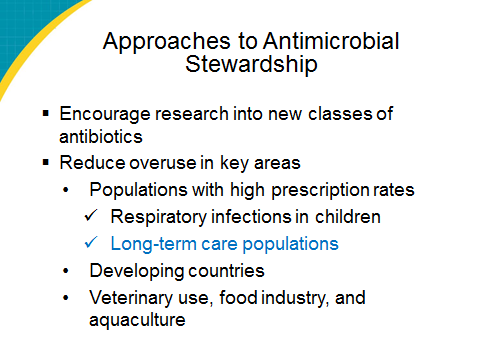 Approaches to Antimicrobial
Stewardship
▪ Encourage research into new classes of
antibiotics
▪ Reduce overuse in key areas
• Populations with high prescription rates
✓ Respiratory infections in children
✓ Long-term care populations
• Developing countries
• Veterinary use, food industry, and
aquaculture